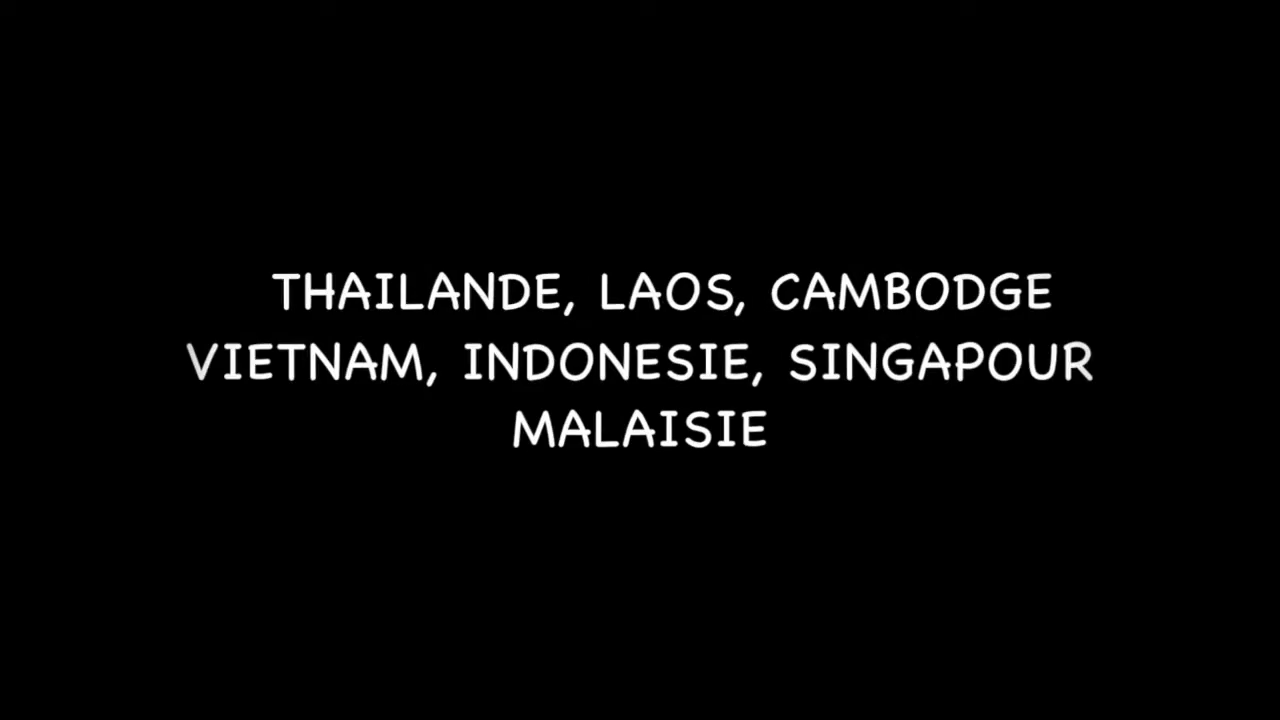 THAILANDE, LAOS, CAMBODGE
VIETNAM, INDONESIE, SINGAPOUR
MALAISIE